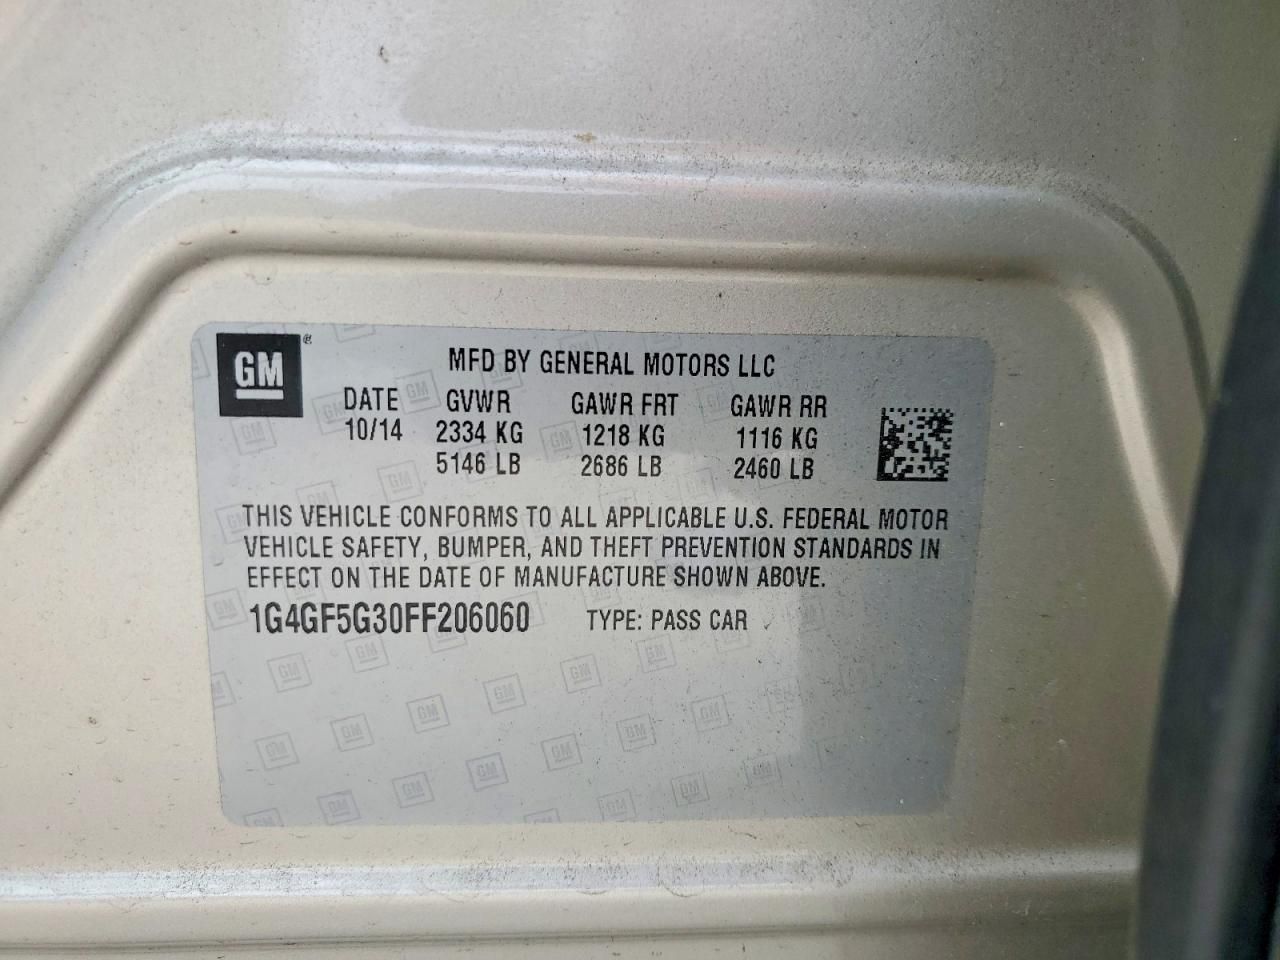 GM ®
MFD BY GENERAL MOTORS LLC
DATE GVWR GAWR FRT GAWR RR
10/14 2334 KG 1218 KG 1116 KG
5146 LB 2686 LB 2460 LB
THIS VEHICLE CONFORMS TO ALL APPLICABLE U.S. FEDERAL MOTOR
VEHICLE SAFETY, BUMPER, AND THEFT PREVENTION STANDARDS IN
EFFECT ON THE DATE OF MANUFACTURE SHOWN ABOVE.
1G4GF5G30FF206060 TYPE: PASS CAR